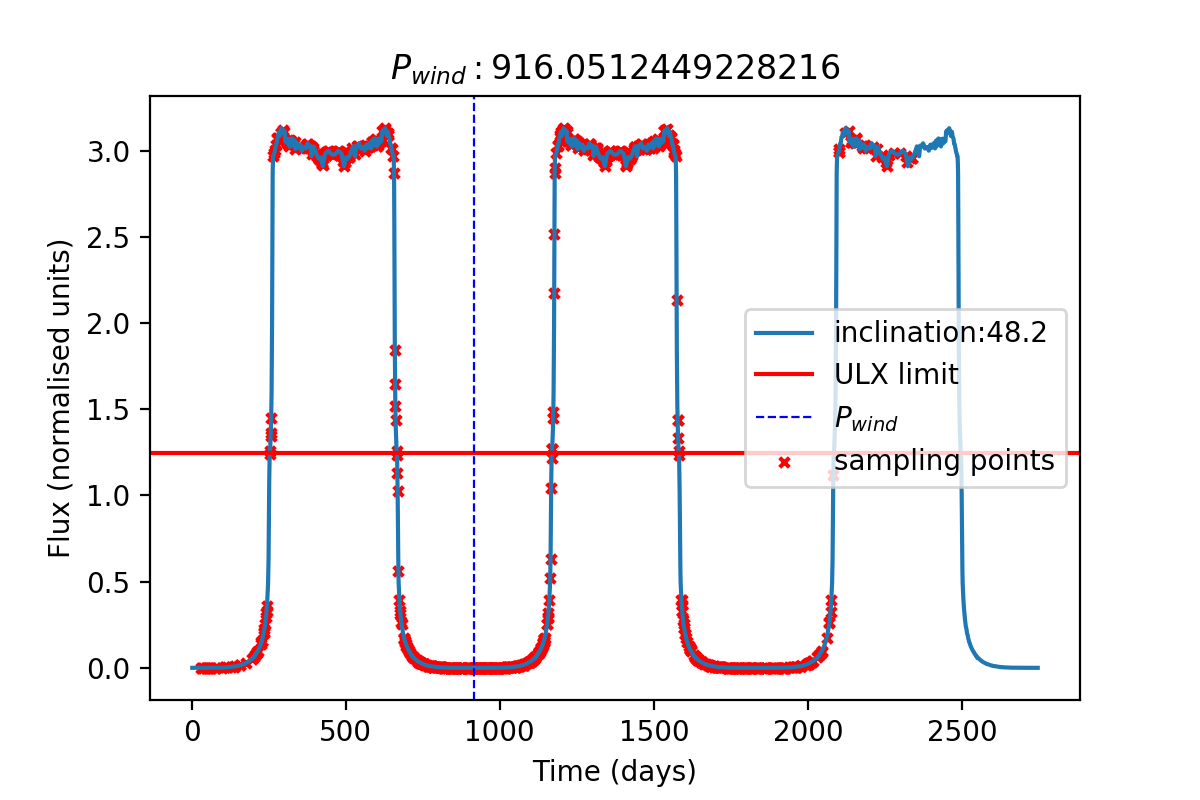 P_wind : 916.0512449228216
Flux (normalised units)
3.0
2.5
2.0
1.5
1.0
0.5
0.0
inclination:48.2
ULX limit
P_wind
sampling points
0 500 1000 1500 2000 2500
Time (days)